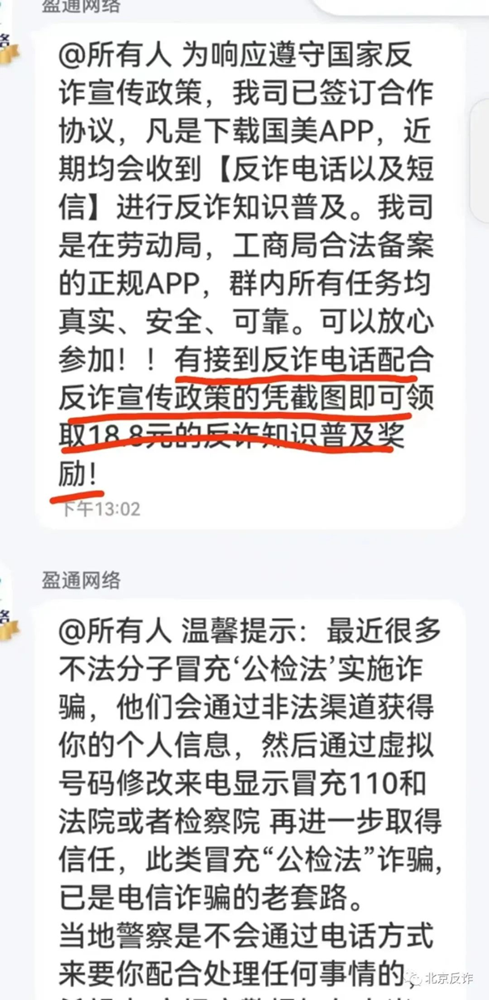 盈通网络
@所有人 为响应遵守国家反
诈宣传政策，我司已签订合作
协议，凡是下载国美APP，近
期均会收到【反诈电话以及短
信】进行反诈知识普及。我司
是在劳动局，工商局合法备案
的正规APP，群内所有任务均
真实、安全、可靠。可以放心
参加！！有接到反诈电话配合
反诈宣传政策的凭截图即可领
取18.8元的反诈知识普及奖
励！
下午13:02
盈通网络
@所有人 温馨提示：最近很多
不法分子冒充‘公检法’实施诈
骗，他们会通过非法渠道获得
你的个人信息，然后通过虚拟
号码修改来电显示冒充110和
法院或者检察院 再进一步取得
信任，此类冒充“公检法”诈骗，
已是电信诈骗的老套路。
当地警察是不会通过电话方式
来要你配合处理任何事情的，
北京反诈